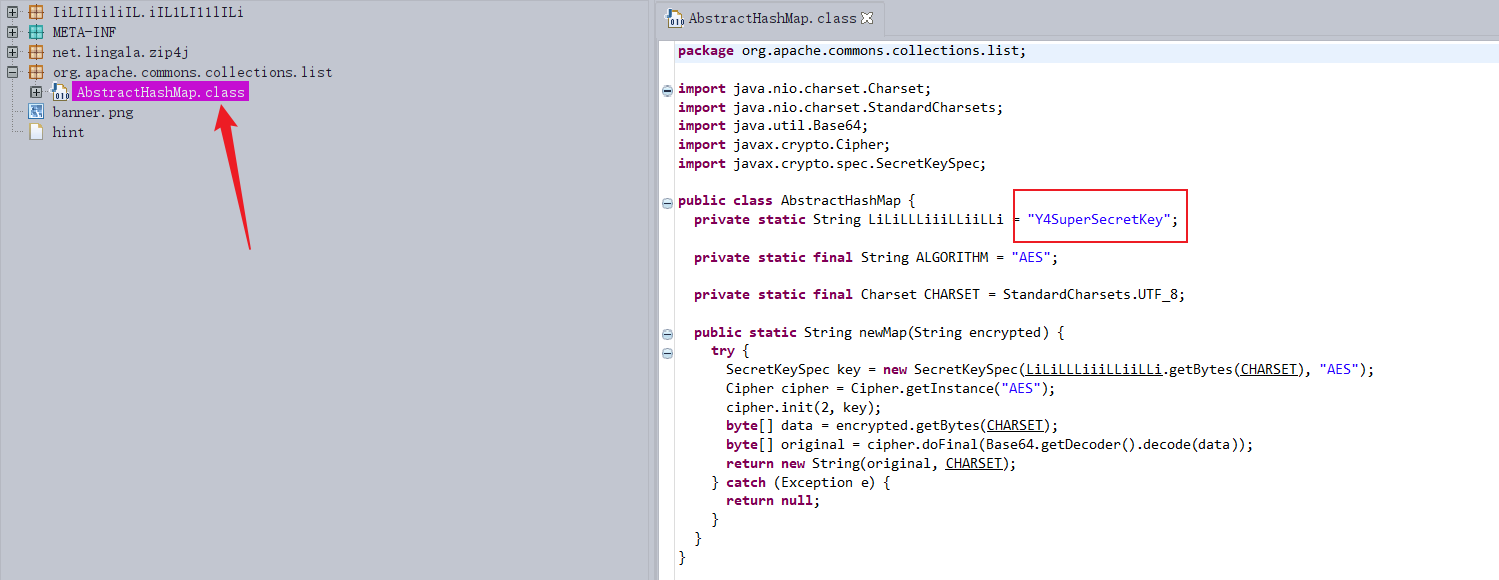 IiLIIliliIL.iIL1LI11lILi
META-INF
net.lingala.zip4j
org.apache.commons.collections.list
AbstractHashMap.class
banner.png
hint
AbstractHashMap.class
package org.apache.commons.collections.list;
import java.nio.charset.Charset;
import java.nio.charset.StandardCharsets;
import java.util.Base64;
import javax.crypto.Cipher;
import javax.crypto.spec.SecretKeySpec;
public class AbstractHashMap {
private static String LiLiLLLiiiLLiiLLi = "Y4SuperSecretKey";
private static final String ALGORITHM = "AES";
private static final Charset CHARSET = StandardCharsets.UTF_8;
public static String newMap(String encrypted) {
try {
SecretKeySpec key = new SecretKeySpec(LiLiLLLiiiLLiiLLi.getBytes(CHARSET), "AES");
Cipher cipher = Cipher.getInstance("AES");
cipher.init(2, key);
byte[] data = encrypted.getBytes(CHARSET);
byte[] original = cipher.doFinal(Base64.getDecoder().decode(data));
return new String(original, CHARSET);
} catch (Exception e) {
return null;
}
}
}